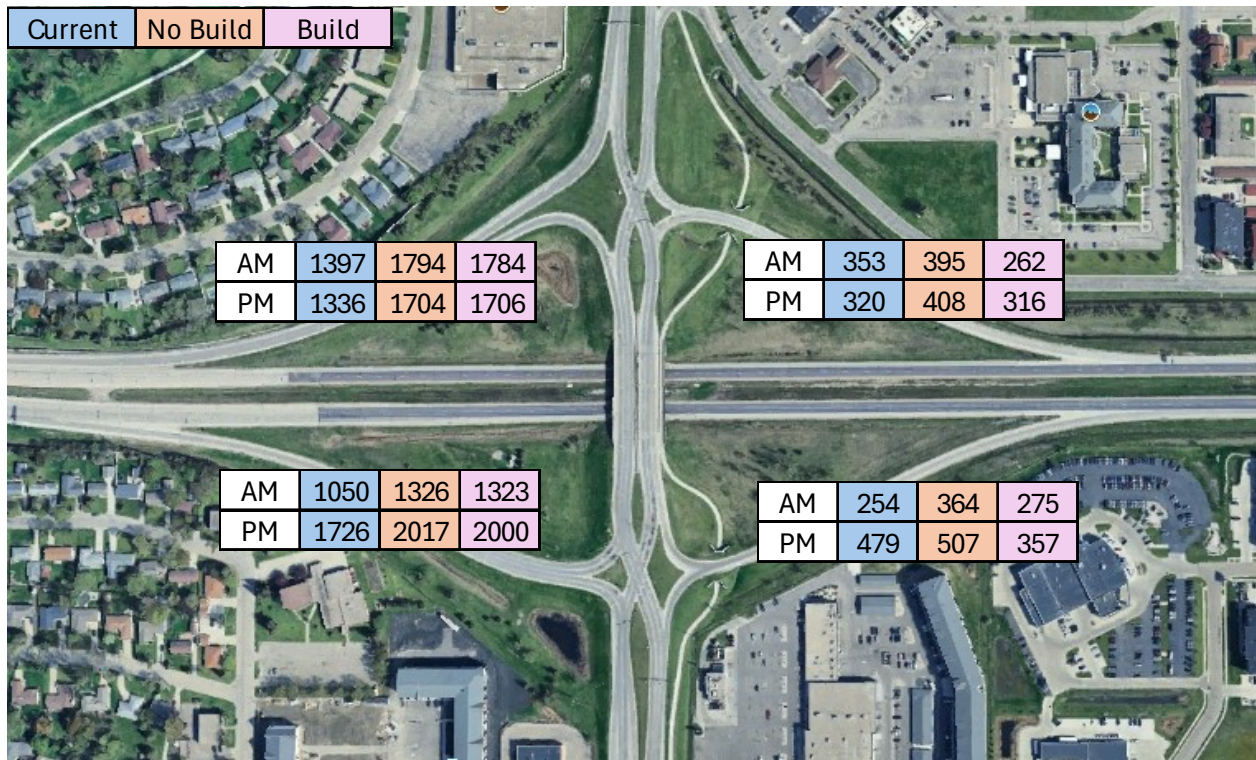 Current No Build Build
AM 1397 1794 1784
PM 1336 1704 1706
AM 353 395 262
PM 320 408 316
AM 1050 1326 1323
PM 1726 2017 2000
AM 254 364 275
PM 479 507 357